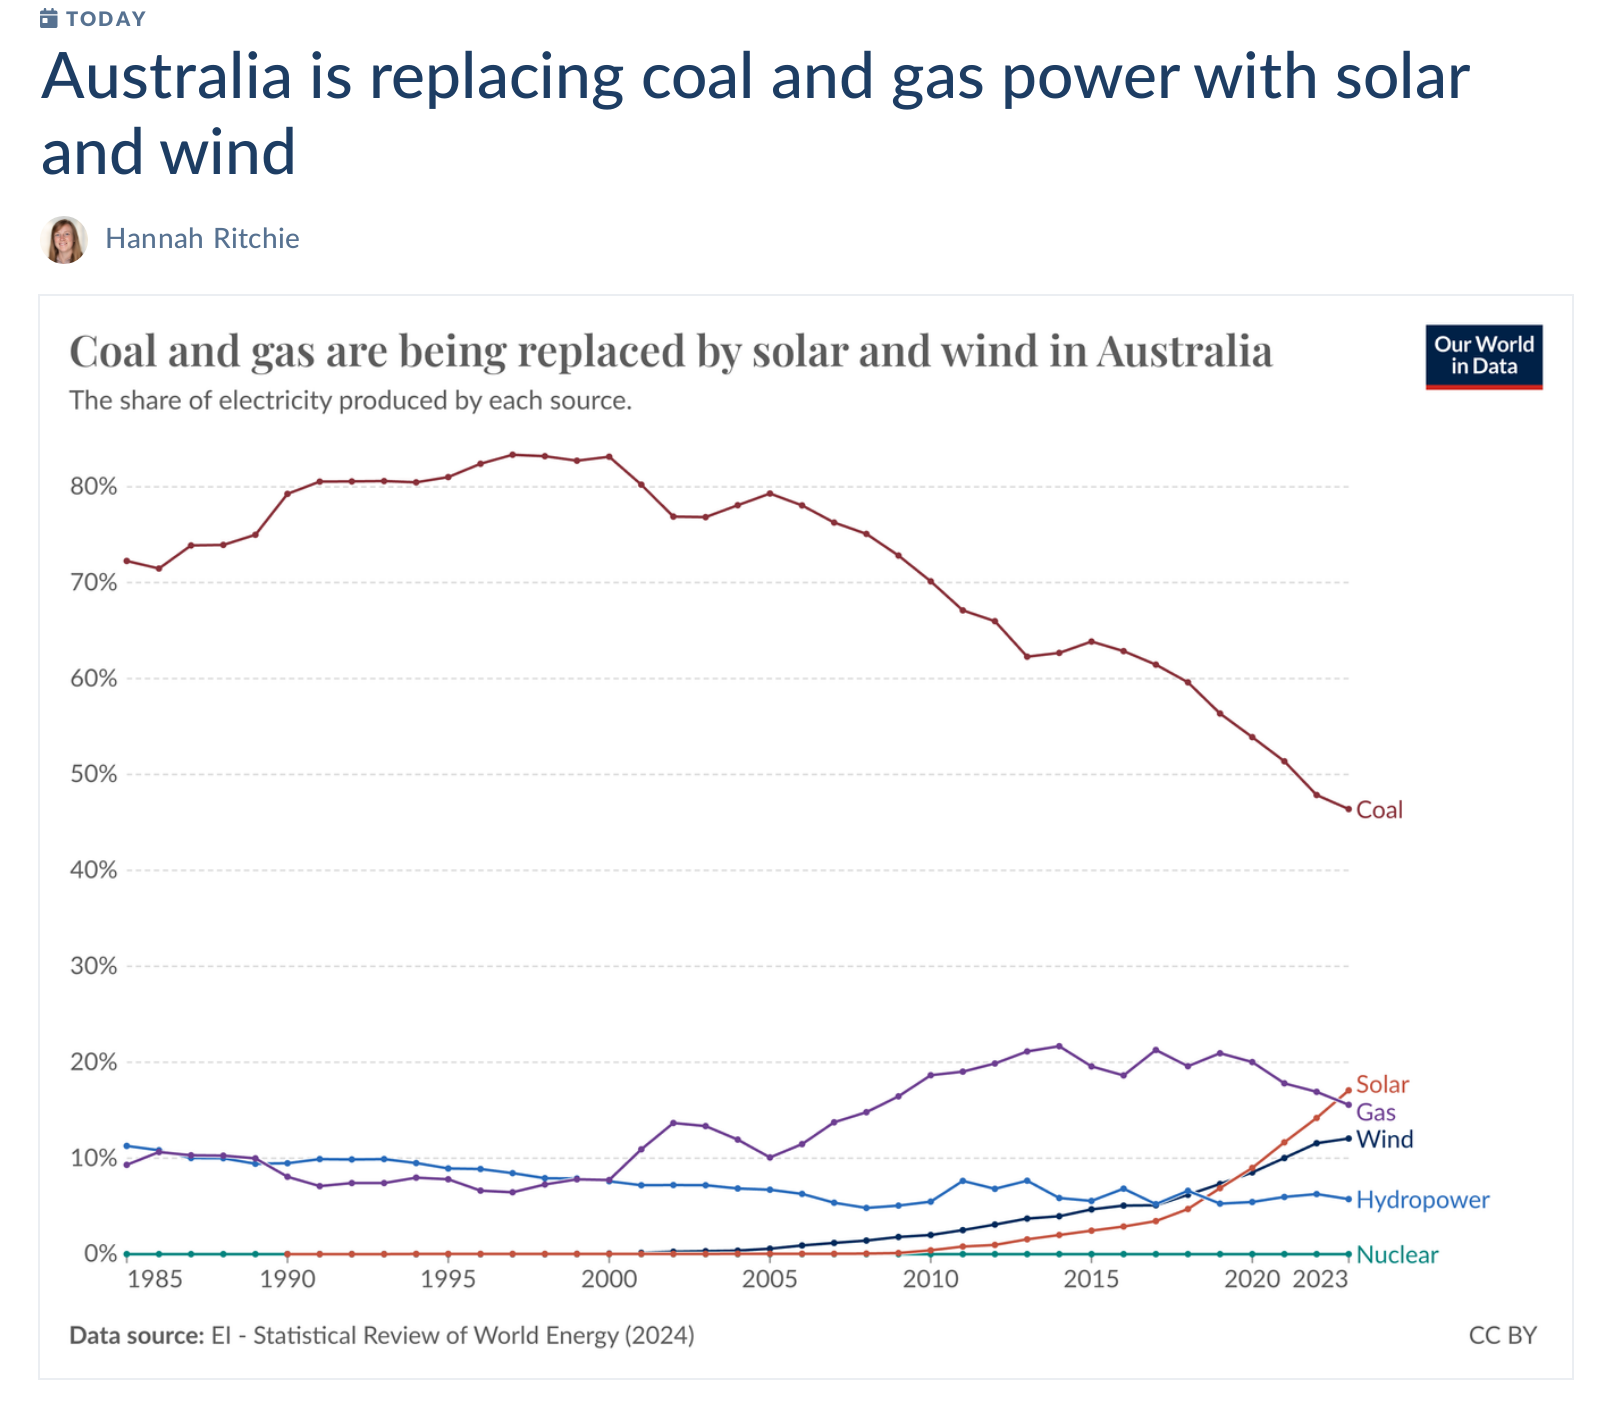 TODAY
Australia is replacing coal and gas power with solar
and wind
Hannah Ritchie
Coal and gas are being replaced by solar and wind in Australia
Our World
in Data
The share of electricity produced by each source.
80%
70%
60%
50%
Coal
40%
30%
20%
Solar
Gas
Wind
10%
Hydropower
0%
Nuclear
1985 1990 1995 2000 2005 2010 2015 2020 2023
Data source: EI - Statistical Review of World Energy (2024)
CC BY